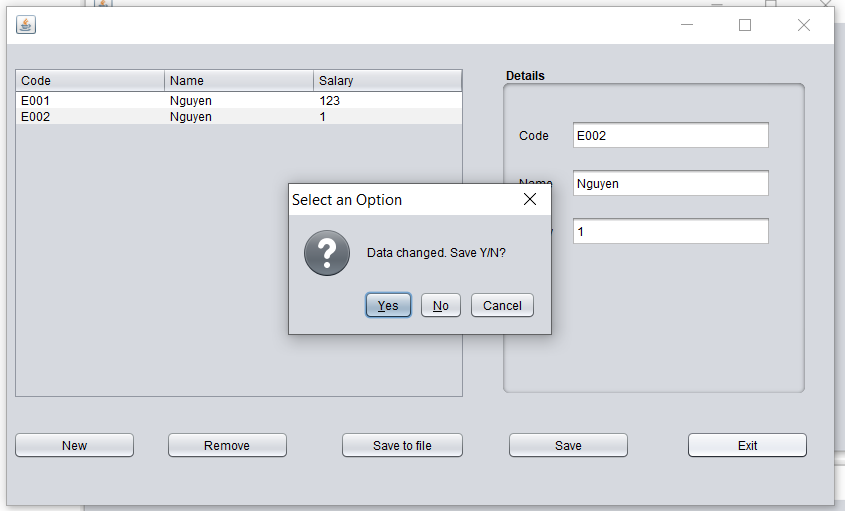 Code Name Salary
E001 Nguyen 123
E002 Nguyen 1
Details
Code E002
Name Nguyen
1
Select an Option
Data changed. Save Y/N?
Yes No Cancel
New Remove Save to file Save Exit